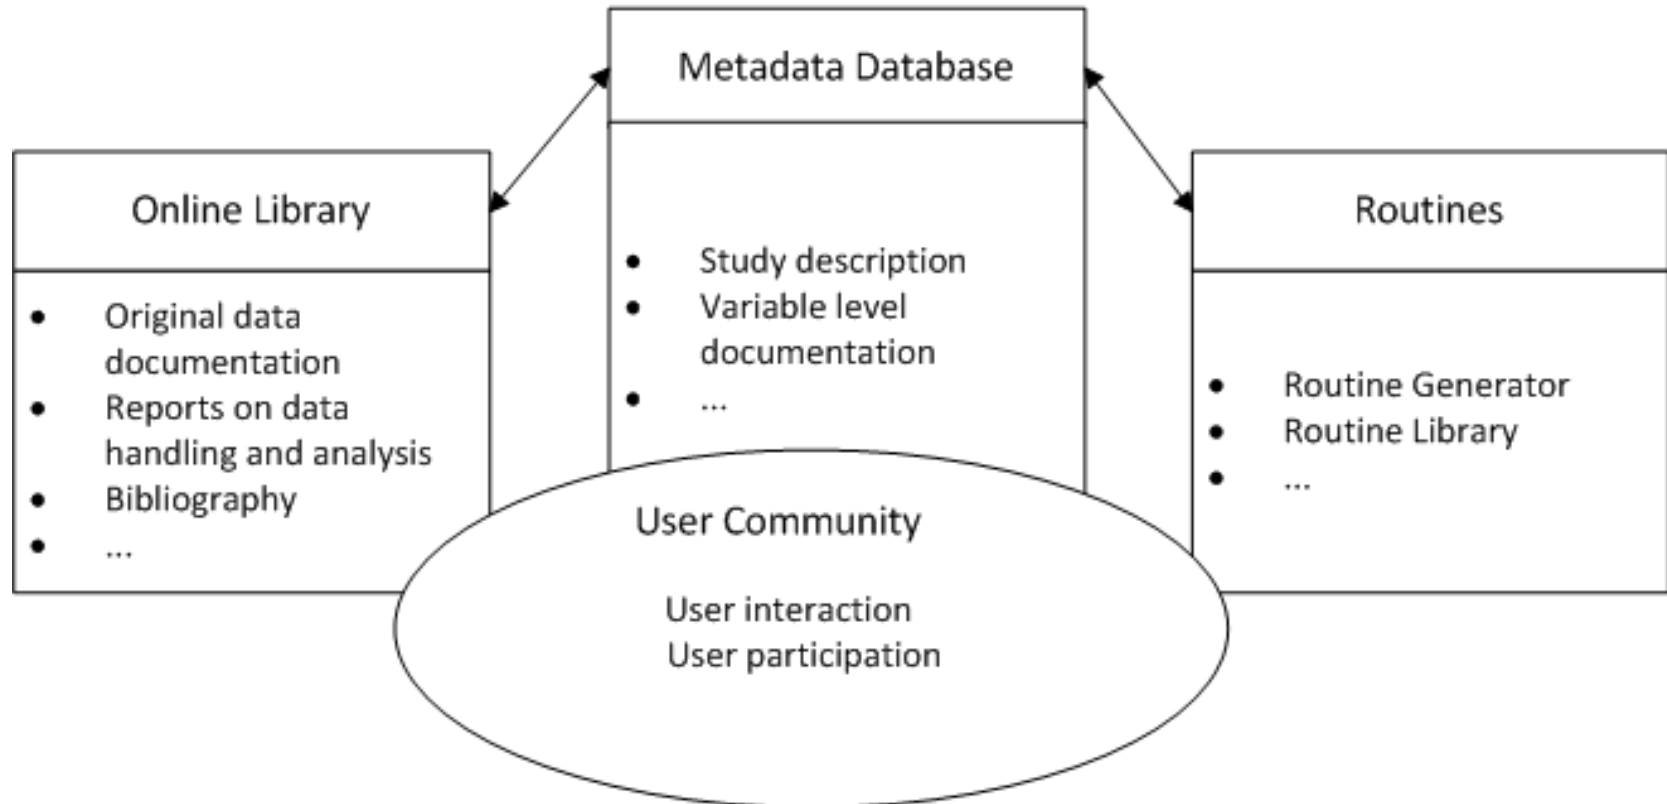 Metadata Database
• Study description
• Variable level
documentation
• ...
Online Library
• Original data
documentation
• Reports on data
handling and analysis
• Bibliography
• ...
Routines
• Routine Generator
• Routine Library
• ...
User Community
User interaction
User participation